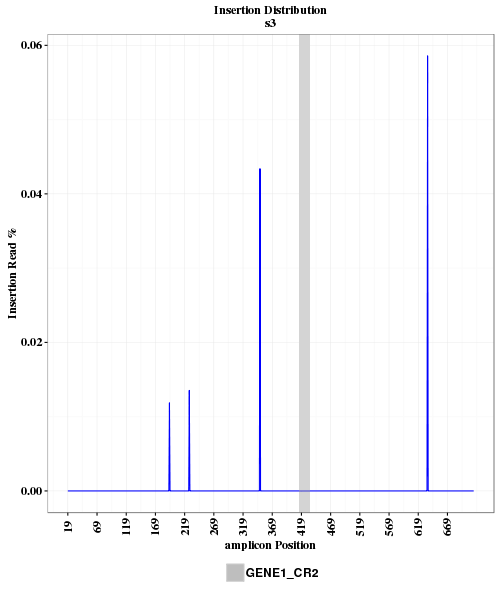 Insertion Distribution
s3
Insertion Read %
0.06
0.04
0.02
0.00
19 69 119 169 219 269 319 369 419 469 519 569 619 669
amplicon Position
GENE1_CR2